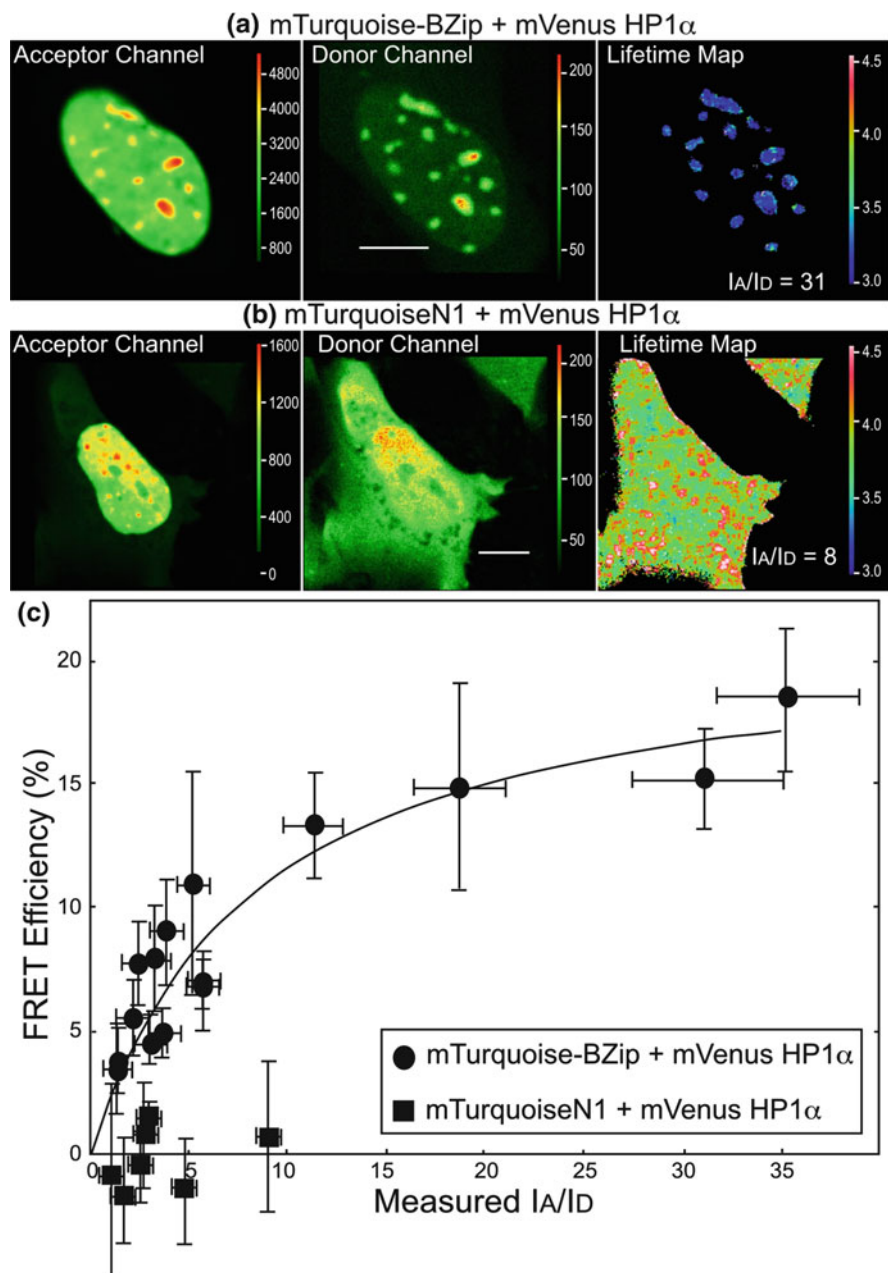 (a) mTurquoise-BZip + mVenus HP1α
Acceptor Channel
4800
4000
3200
2400
1600
800
Donor Channel
200
150
100
50
Lifetime Map
4.5
4.0
3.5
3.0
IA/ID = 31
(b) mTurquoiseN1 + mVenus HP1α
Acceptor Channel
1600
1200
800
400
0
Donor Channel
200
150
100
50
Lifetime Map
4.5
4.0
3.5
3.0
IA/ID = 8
(c)
FRET Efficiency (%)
20
15
10
5
0
mTurquoise-BZip + mVenus HP1α
mTurquoiseN1 + mVenus HP1α
0 5 10 15 20 25 30 35
Measured IA/ID